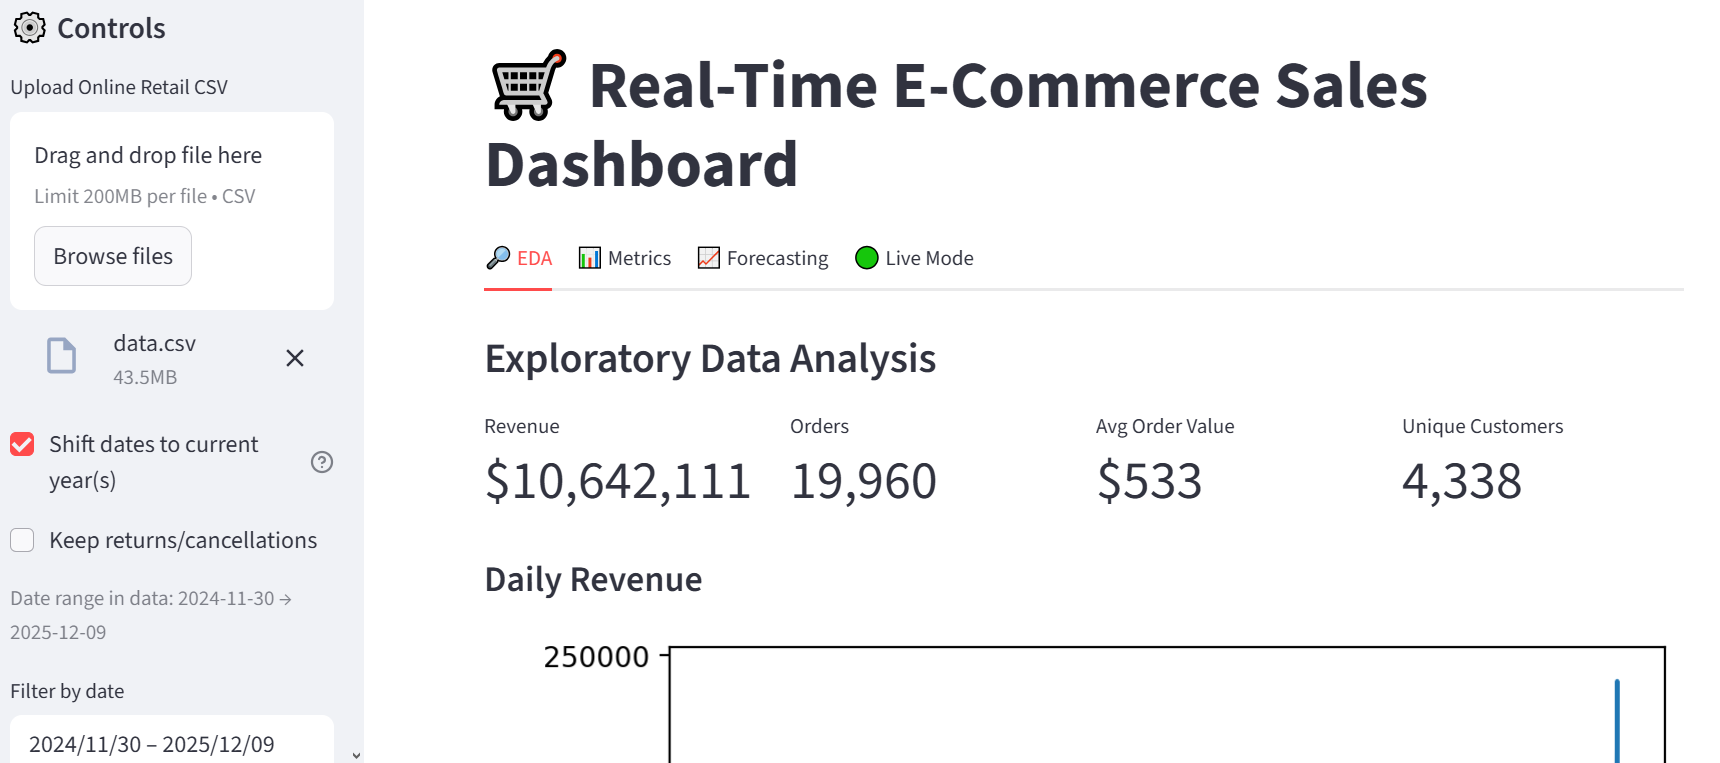 Controls
Upload Online Retail CSV
Drag and drop file here
Limit 200MB per file • CSV
Browse files
data.csv
43.5MB
Shift dates to current
year(s)
Keep returns/cancellations
Date range in data: 2024-11-30 →
2025-12-09
Filter by date
2024/11/30 – 2025/12/09
Real-Time E-Commerce Sales
Dashboard
EDA Metrics Forecasting Live Mode
Exploratory Data Analysis
Revenue Orders Avg Order Value Unique Customers
$10,642,111 19,960 $533 4,338
Daily Revenue
250000